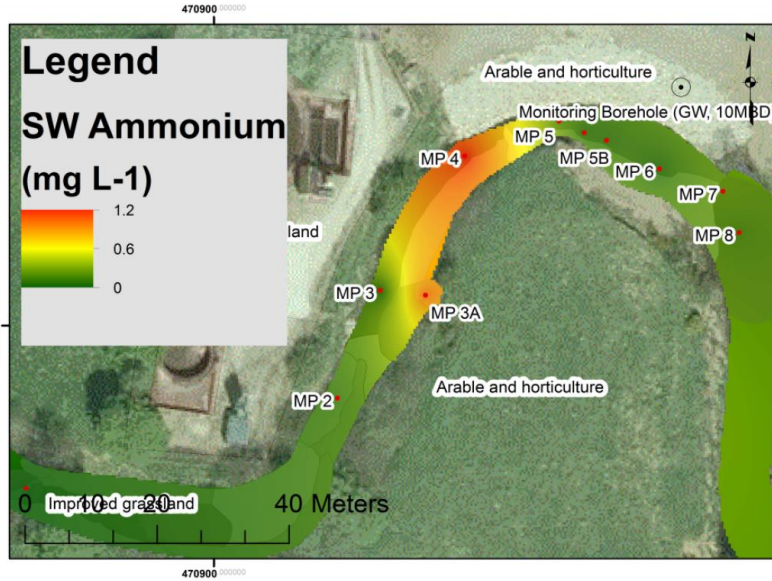 470900.000000
Legend
SW Ammonium
(mg L-1)
1.2
0.6
0
land
Arable and horticulture
N
Monitoring Borehole (GW, 10MBD
MP 5
MP 4
MP 5B
MP 6
MP 7
MP 8
MP 3
MP 3A
Arable and horticulture
MP 2
0 10 20 40 Meters
Improved grassland
470900.000000